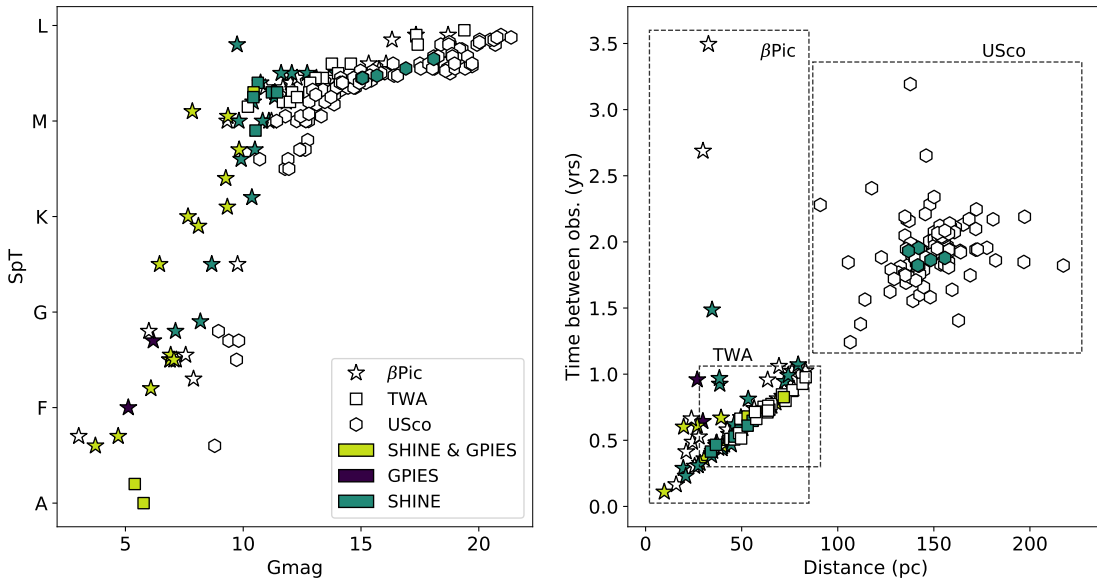 L
M
K
G
F
A
SpT
5
10
15
20
Gmag
βPic
TWA
USco
SHINE & GPIES
GPIES
SHINE
3.5
3.0
2.5
2.0
1.5
1.0
0.5
0.0
Time between obs. (yrs)
0
50
100
150
200
Distance (pc)
βPic
USco
TWA